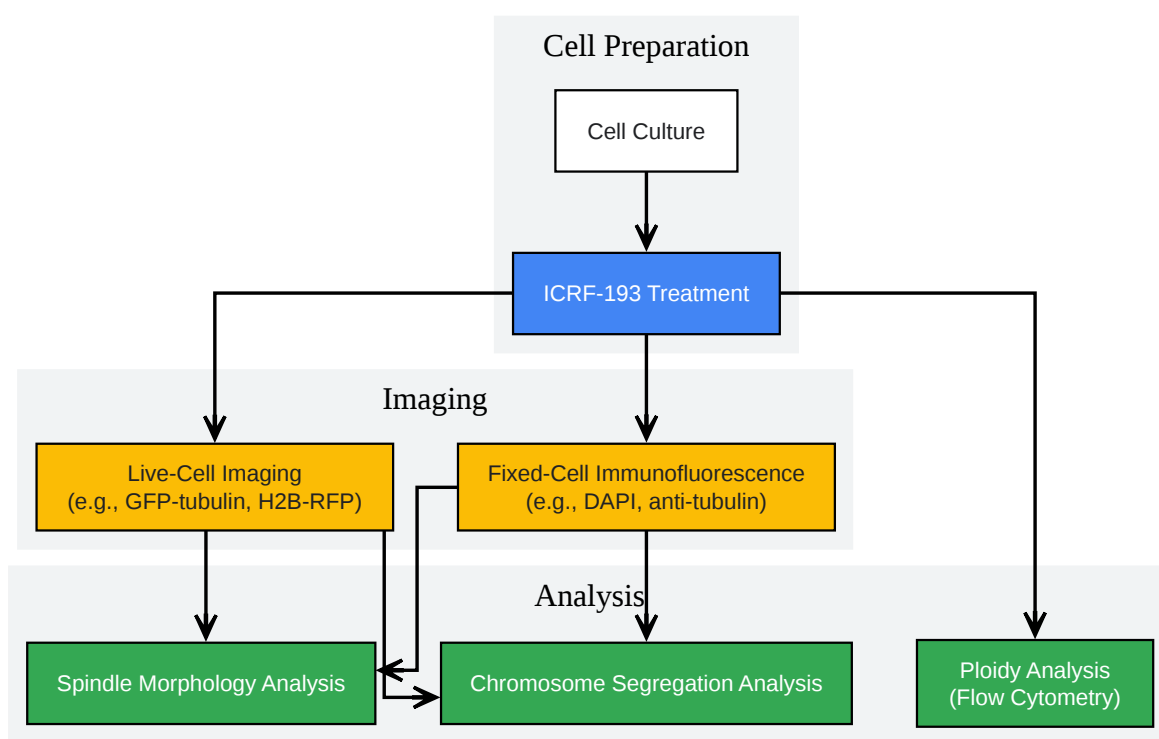 Cell Preparation
Cell Culture
ICRF-193 Treatment
Imaging
Live-Cell Imaging
(e.g., GFP-tubulin, H2B-RFP)
Fixed-Cell Immunofluorescence
(e.g., DAPI, anti-tubulin)
Analysis
Spindle Morphology Analysis
Chromosome Segregation Analysis
Ploidy Analysis
(Flow Cytometry)